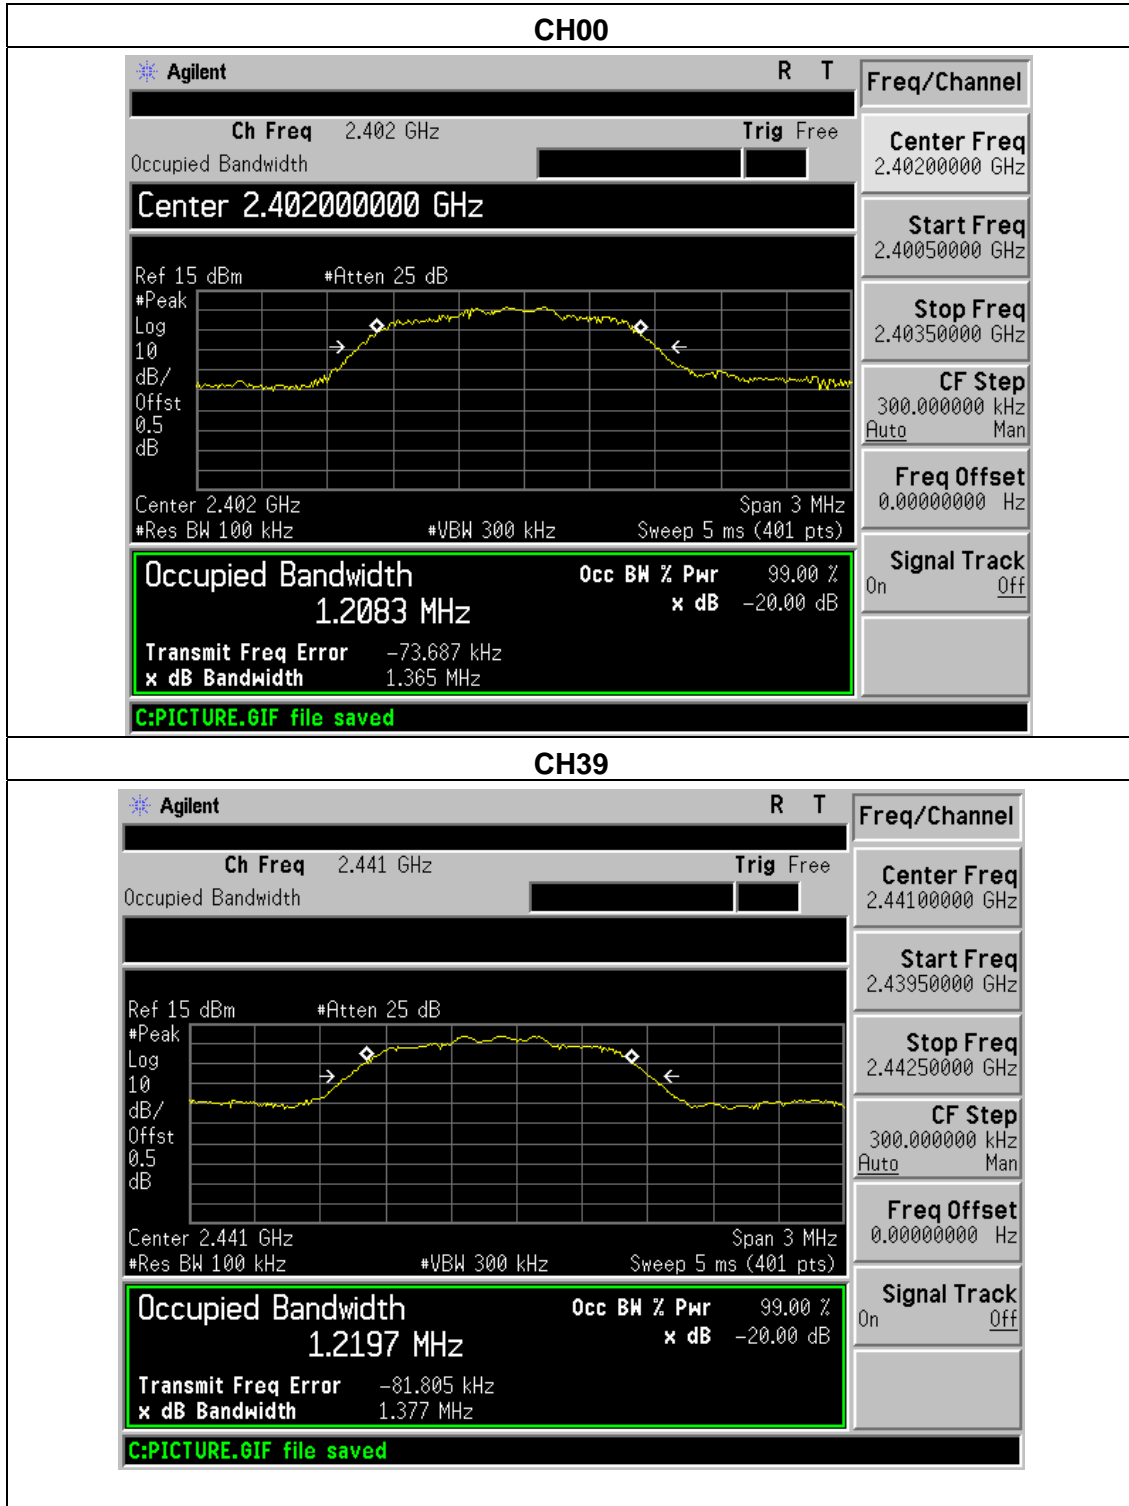 CH00
Agilent
R T
Freq/Channel
Ch Freq 2.402 GHz
Trig Free
Occupied Bandwidth
Center 2.402000000 GHz
Center Freq
2.40200000 GHz
Start Freq
2.40050000 GHz
Stop Freq
2.40350000 GHz
CF Step
300.000000 kHz
Auto Man
Freq Offset
0.00000000 Hz
Signal Track
On Off
Ref 15 dBm #Atten 25 dB
#Peak
Log
10
dB/
Offst
0.5
dB
Center 2.402 GHz Span 3 MHz
#Res BW 100 kHz #VBW 300 kHz Sweep 5 ms (401 pts)
Occupied Bandwidth
1.2083 MHz
Occ BW % Pwr 99.00 %
x dB -20.00 dB
Transmit Freq Error -73.687 kHz
x dB Bandwidth 1.365 MHz
C:PICTURE.GIF file saved
CH39
Agilent
R T
Freq/Channel
Ch Freq 2.441 GHz
Trig Free
Occupied Bandwidth
Center Freq
2.44100000 GHz
Start Freq
2.43950000 GHz
Stop Freq
2.44250000 GHz
CF Step
300.000000 kHz
Auto Man
Freq Offset
0.00000000 Hz
Signal Track
On Off
Ref 15 dBm #Atten 25 dB
#Peak
Log
10
dB/
Offst
0.5
dB
Center 2.441 GHz Span 3 MHz
#Res BW 100 kHz #VBW 300 kHz Sweep 5 ms (401 pts)
Occupied Bandwidth
1.2197 MHz
Occ BW % Pwr 99.00 %
x dB -20.00 dB
Transmit Freq Error -81.805 kHz
x dB Bandwidth 1.377 MHz
C:PICTURE.GIF file saved